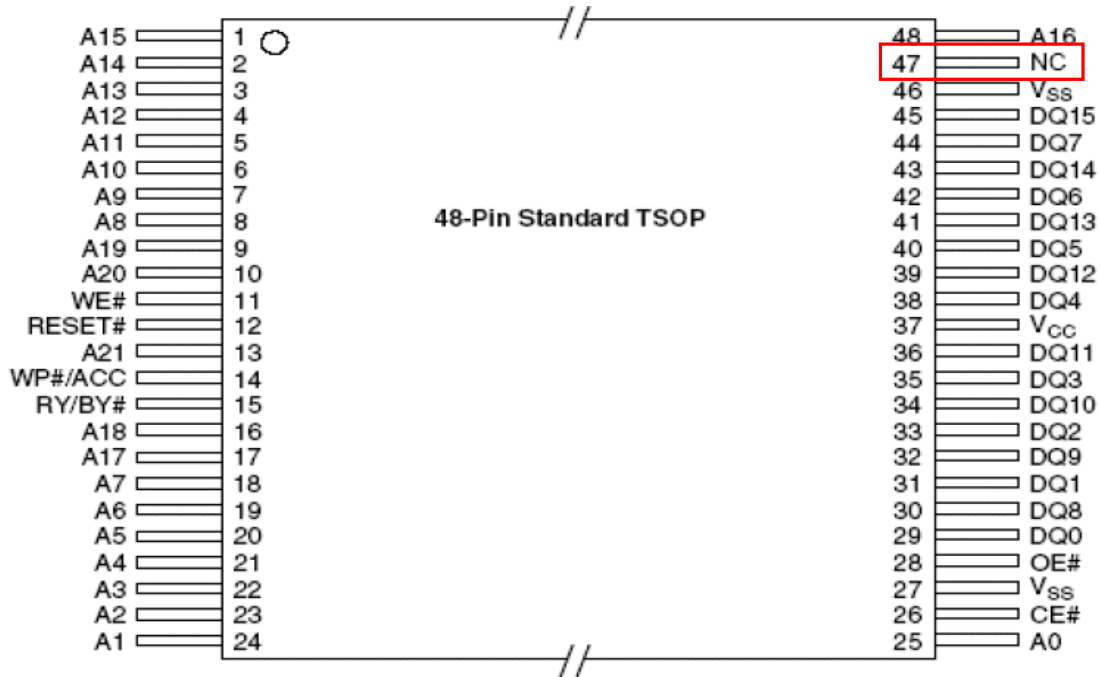 A15 1 48 A16
A14 2 47 NC
A13 3 46 VSS
A12 4 45 DQ15
A11 5 44 DQ7
A10 6 43 DQ14
A9 7 42 DQ6
A8 8 48-Pin Standard TSOP 41 DQ13
A19 9 40 DQ5
A20 10 39 DQ12
WE# 11 38 DQ4
RESET# 12 37 VCC
A21 13 36 DQ11
WP#/ACC 14 35 DQ3
RY/BY# 15 34 DQ10
A18 16 33 DQ2
A17 17 32 DQ9
A7 18 31 DQ1
A6 19 30 DQ8
A5 20 29 DQ0
A4 21 28 OE#
A3 22 27 VSS
A2 23 26 CE#
A1 24 25 A0